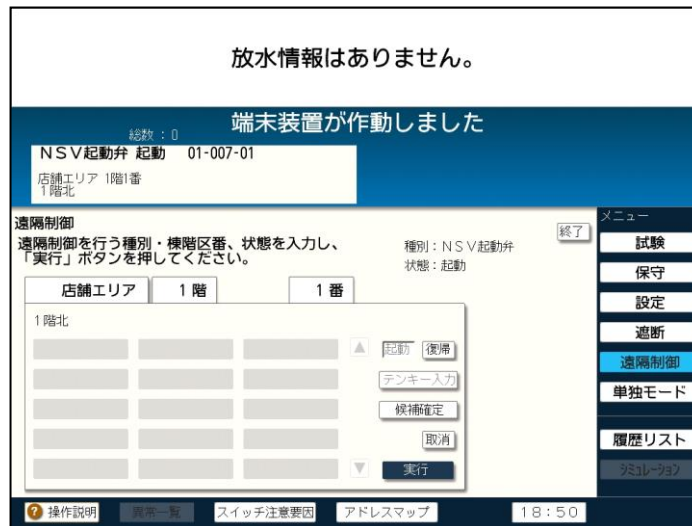 放水情報はありません。
端末装置が作動しました
総数：0
NSV起動弁 起動 01-007-01
店舗エリア 1階1番
1階北
遠隔制御
遠隔制御を行う種別・棟階区番、状態を入力し、
「実行」ボタンを押してください。
種別：NSV起動弁
状態：起動
終了
店舗エリア 1階 1番
1階北
▲ 起動 復帰
テンキー入力
候補確定
取消
▼ 実行
メニュー
試験
保守
設定
遮断
遠隔制御
単独モード
履歴リスト
シミュレーション
? 操作説明 異常一覧 スイッチ注意要因 アドレスマップ 18:50